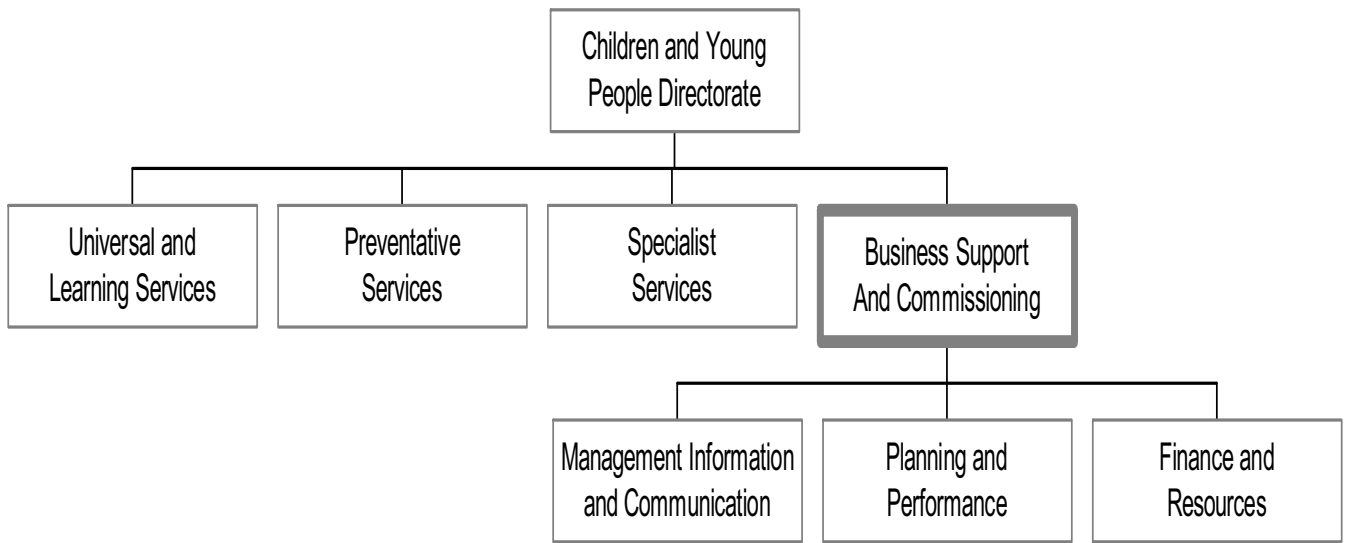 Children and Young
People Directorate
Universal and
Learning Services
Preventative
Services
Specialist
Services
Business Support
And Commissioning
Management Information
and Communication
Planning and
Performance
Finance and
Resources